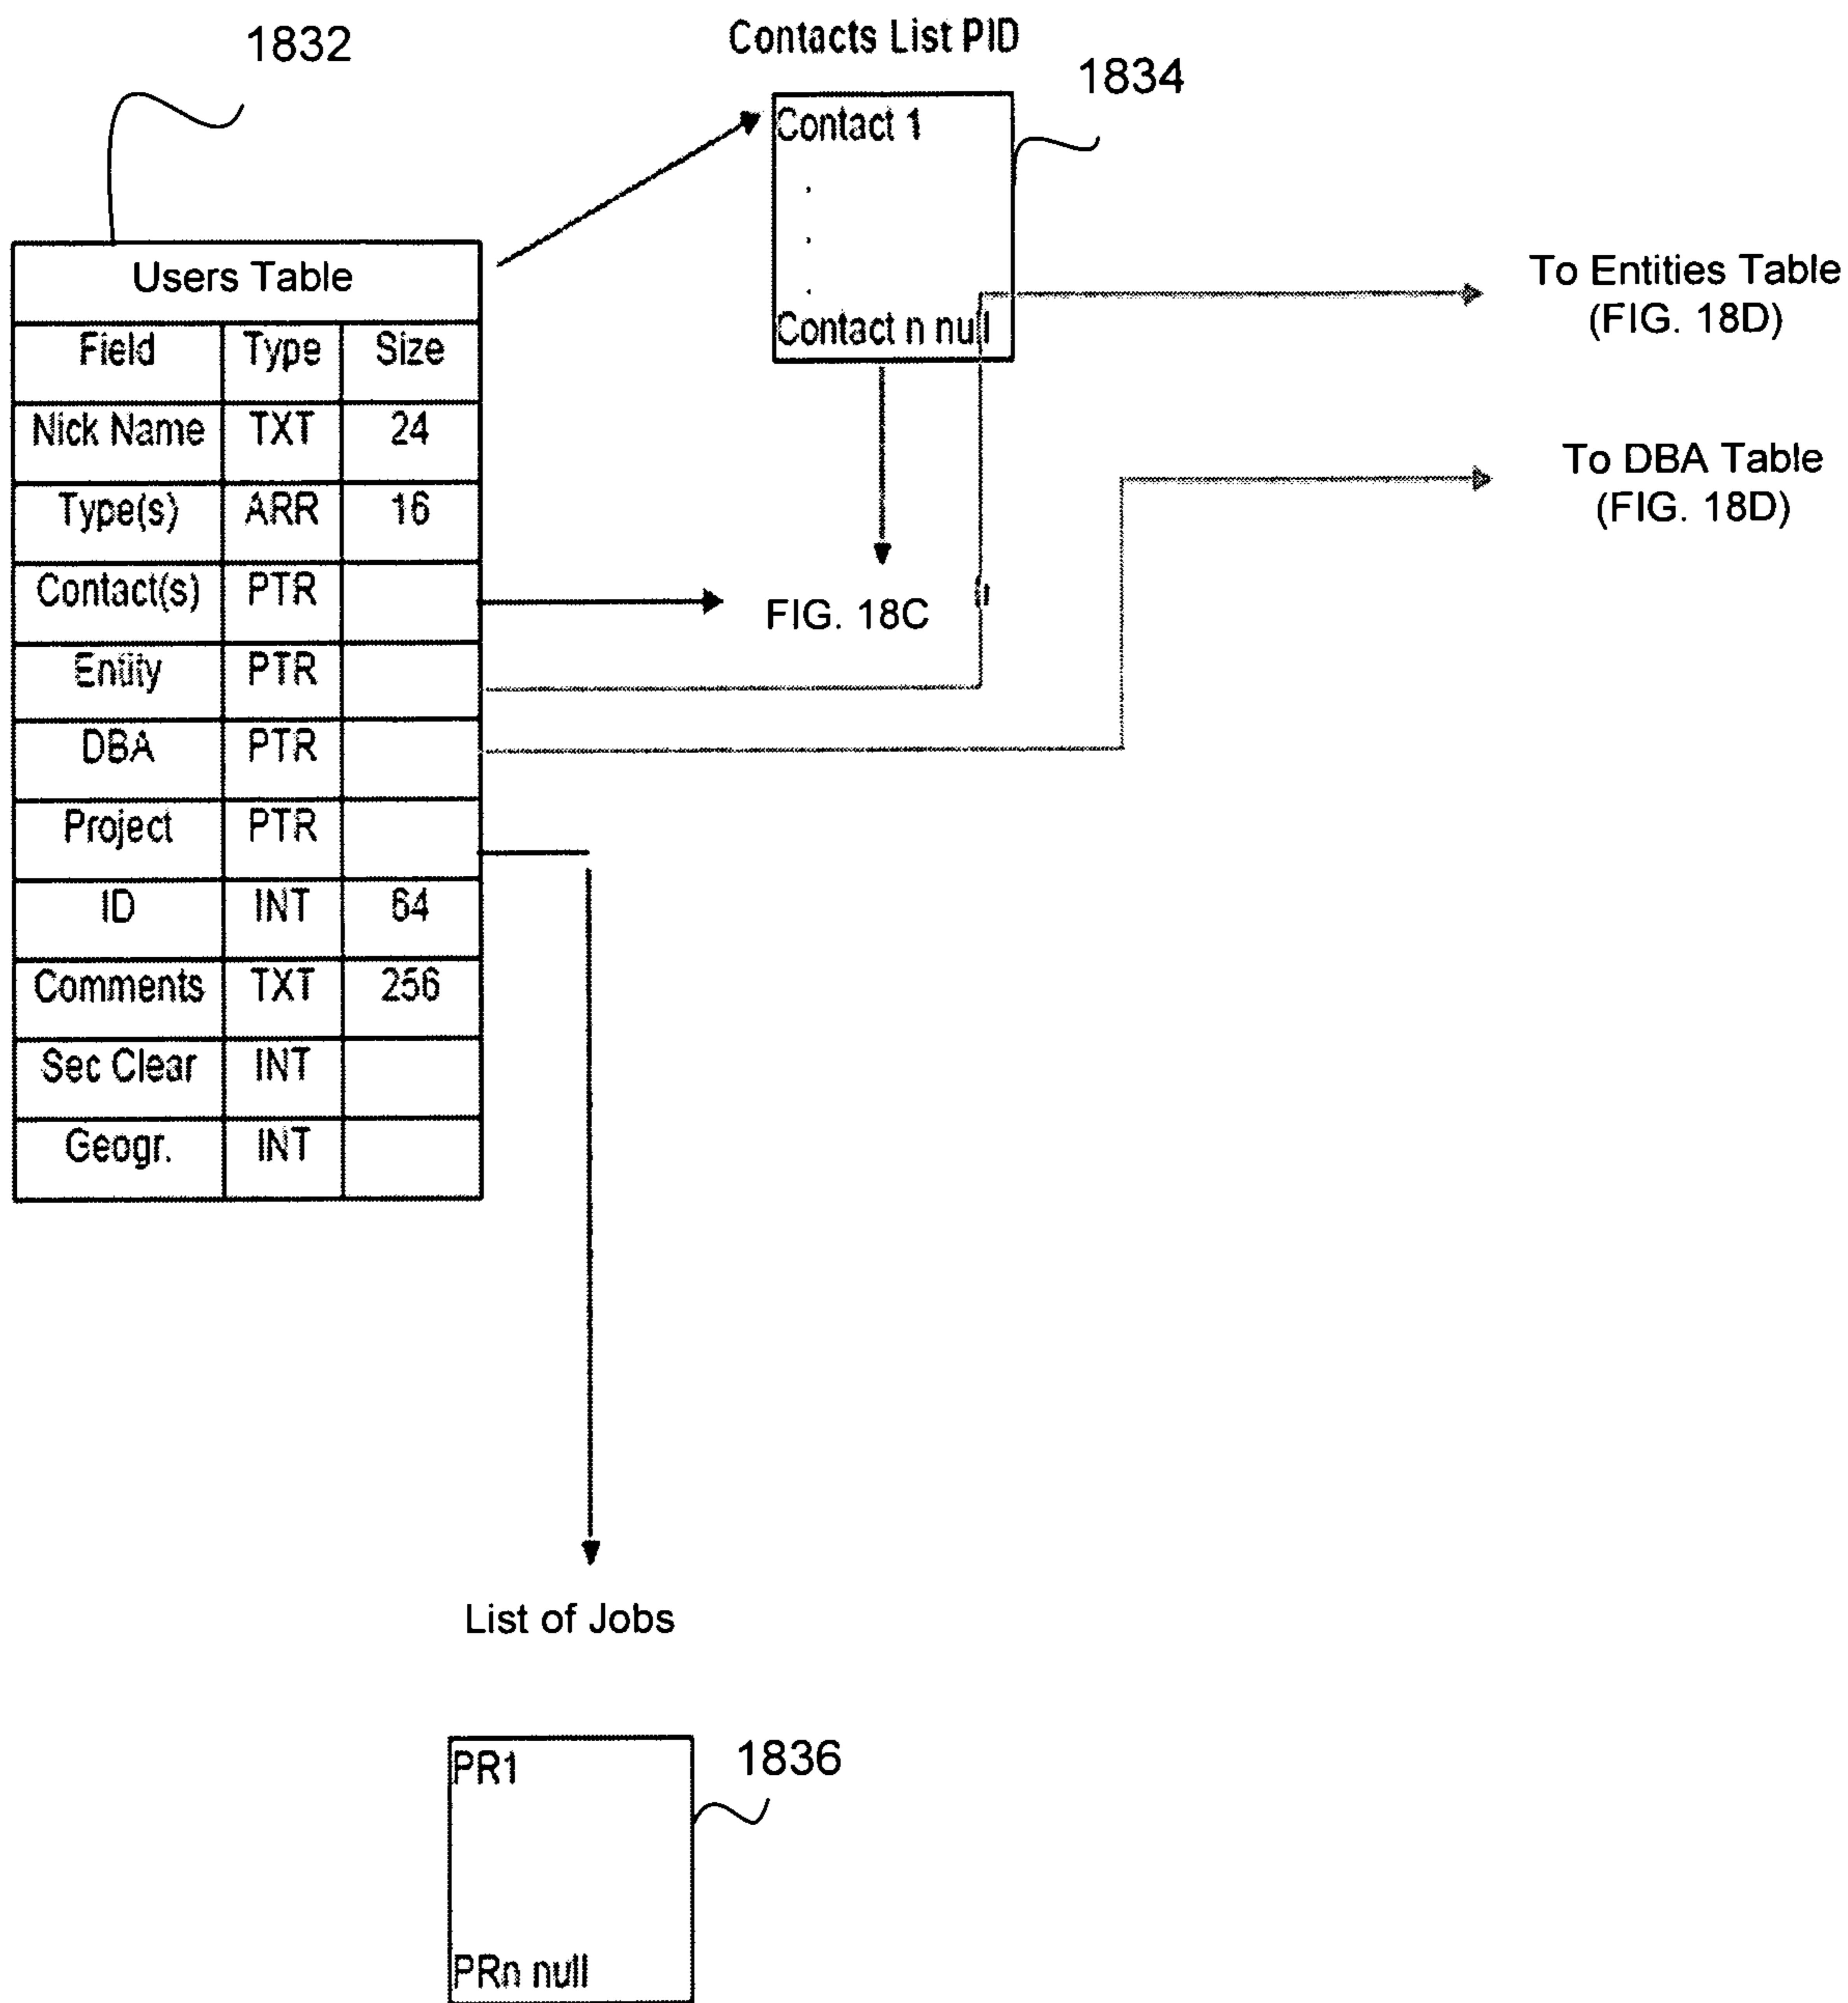 1832
Contacts List PID
1834
Contact 1
.
.
.
Contact n null
Users Table
Field Type Size
Nick Name TXT 24
Type(s) ARR 16
Contact(s) PTR
Entity PTR
DBA PTR
Project PTR
ID INT 64
Comments TXT 256
Sec Clear INT
Geogr. INT
To Entities Table
(FIG. 18D)
To DBA Table
(FIG. 18D)
FIG. 18C
List of Jobs
PR1
PRn null
1836